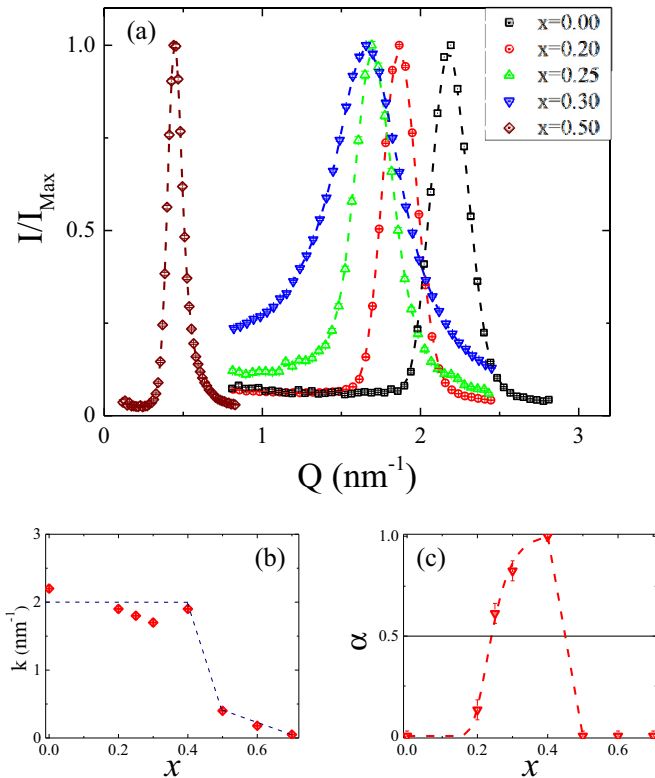 (a)
x=0.00
x=0.20
x=0.25
x=0.30
x=0.50
1.0
0.5
0
I/I_Max
0 1 2 3
Q (nm⁻¹)
(b)
3
2
1
0
k (nm⁻¹)
0.0 0.2 0.4 0.6
x
(c)
1.0
0.5
0.0
α
0.0 0.2 0.4 0.6
x